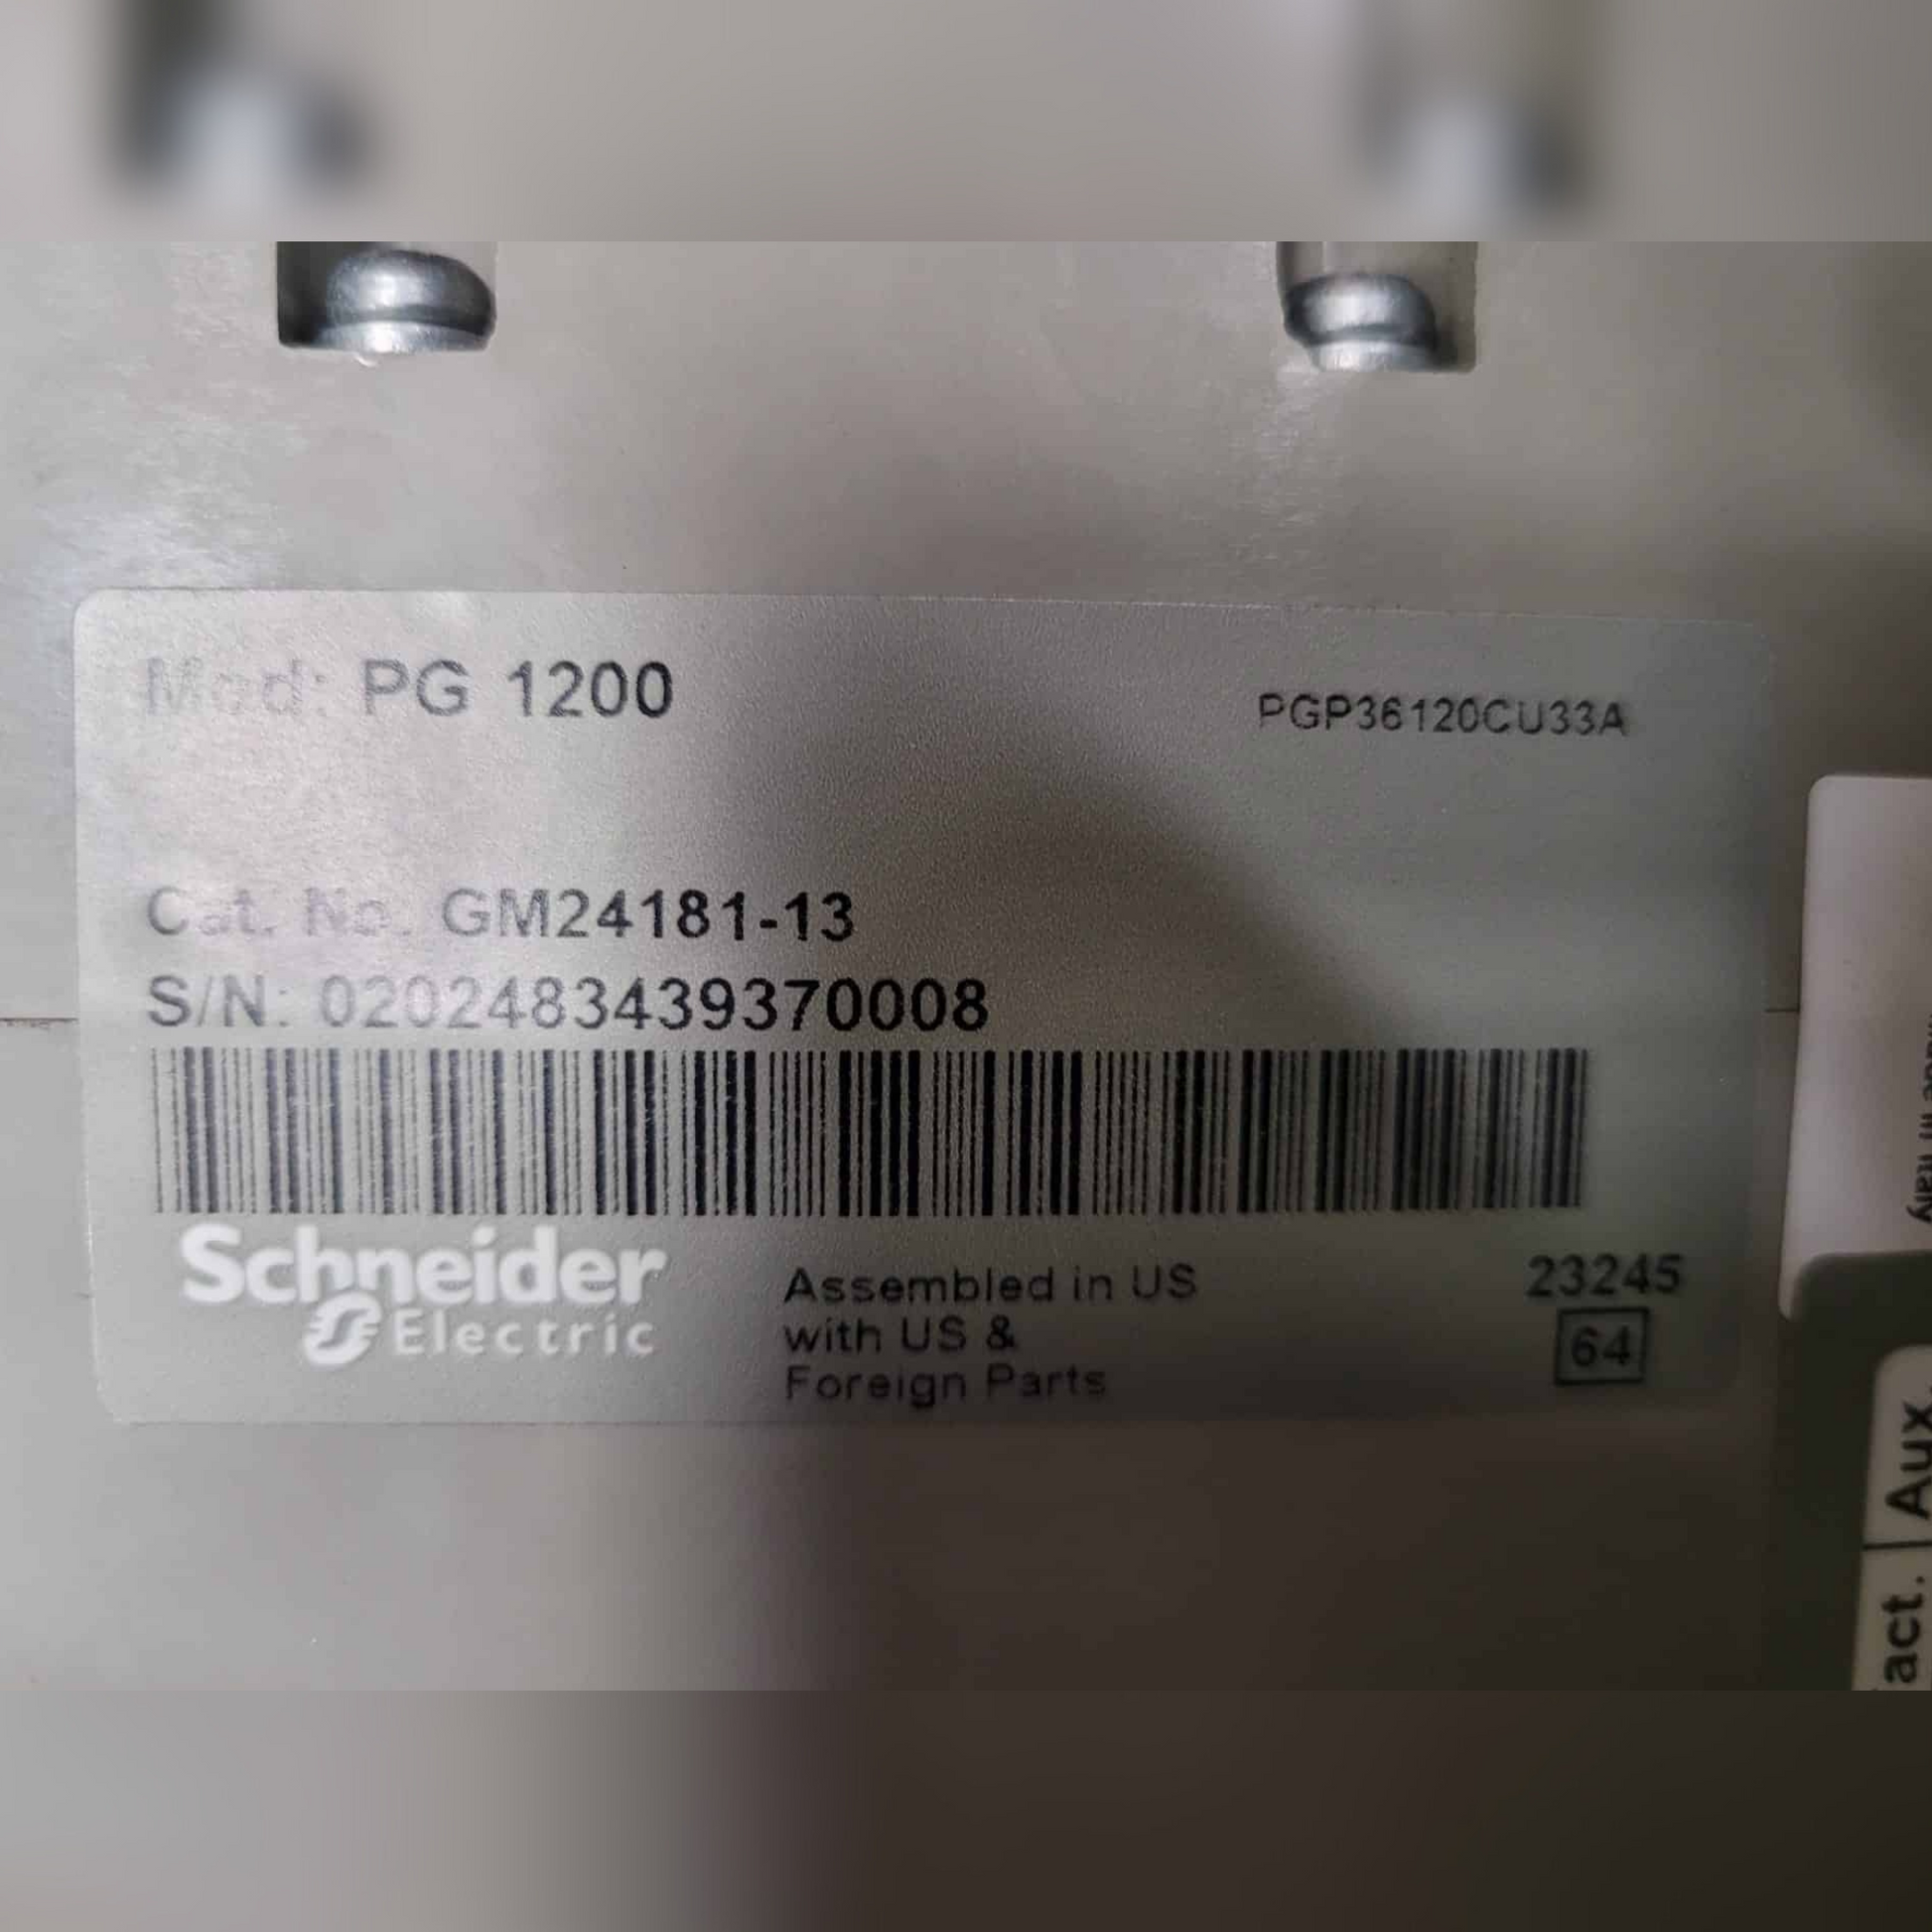 Mod: PG 1200
PGP36120CU33A
Cat. No. GM24181-13
S/N: 0202483439370008
Schneider
Electric
Assembled in US
with US &
Foreign Parts
23245
64
Aux.
act.